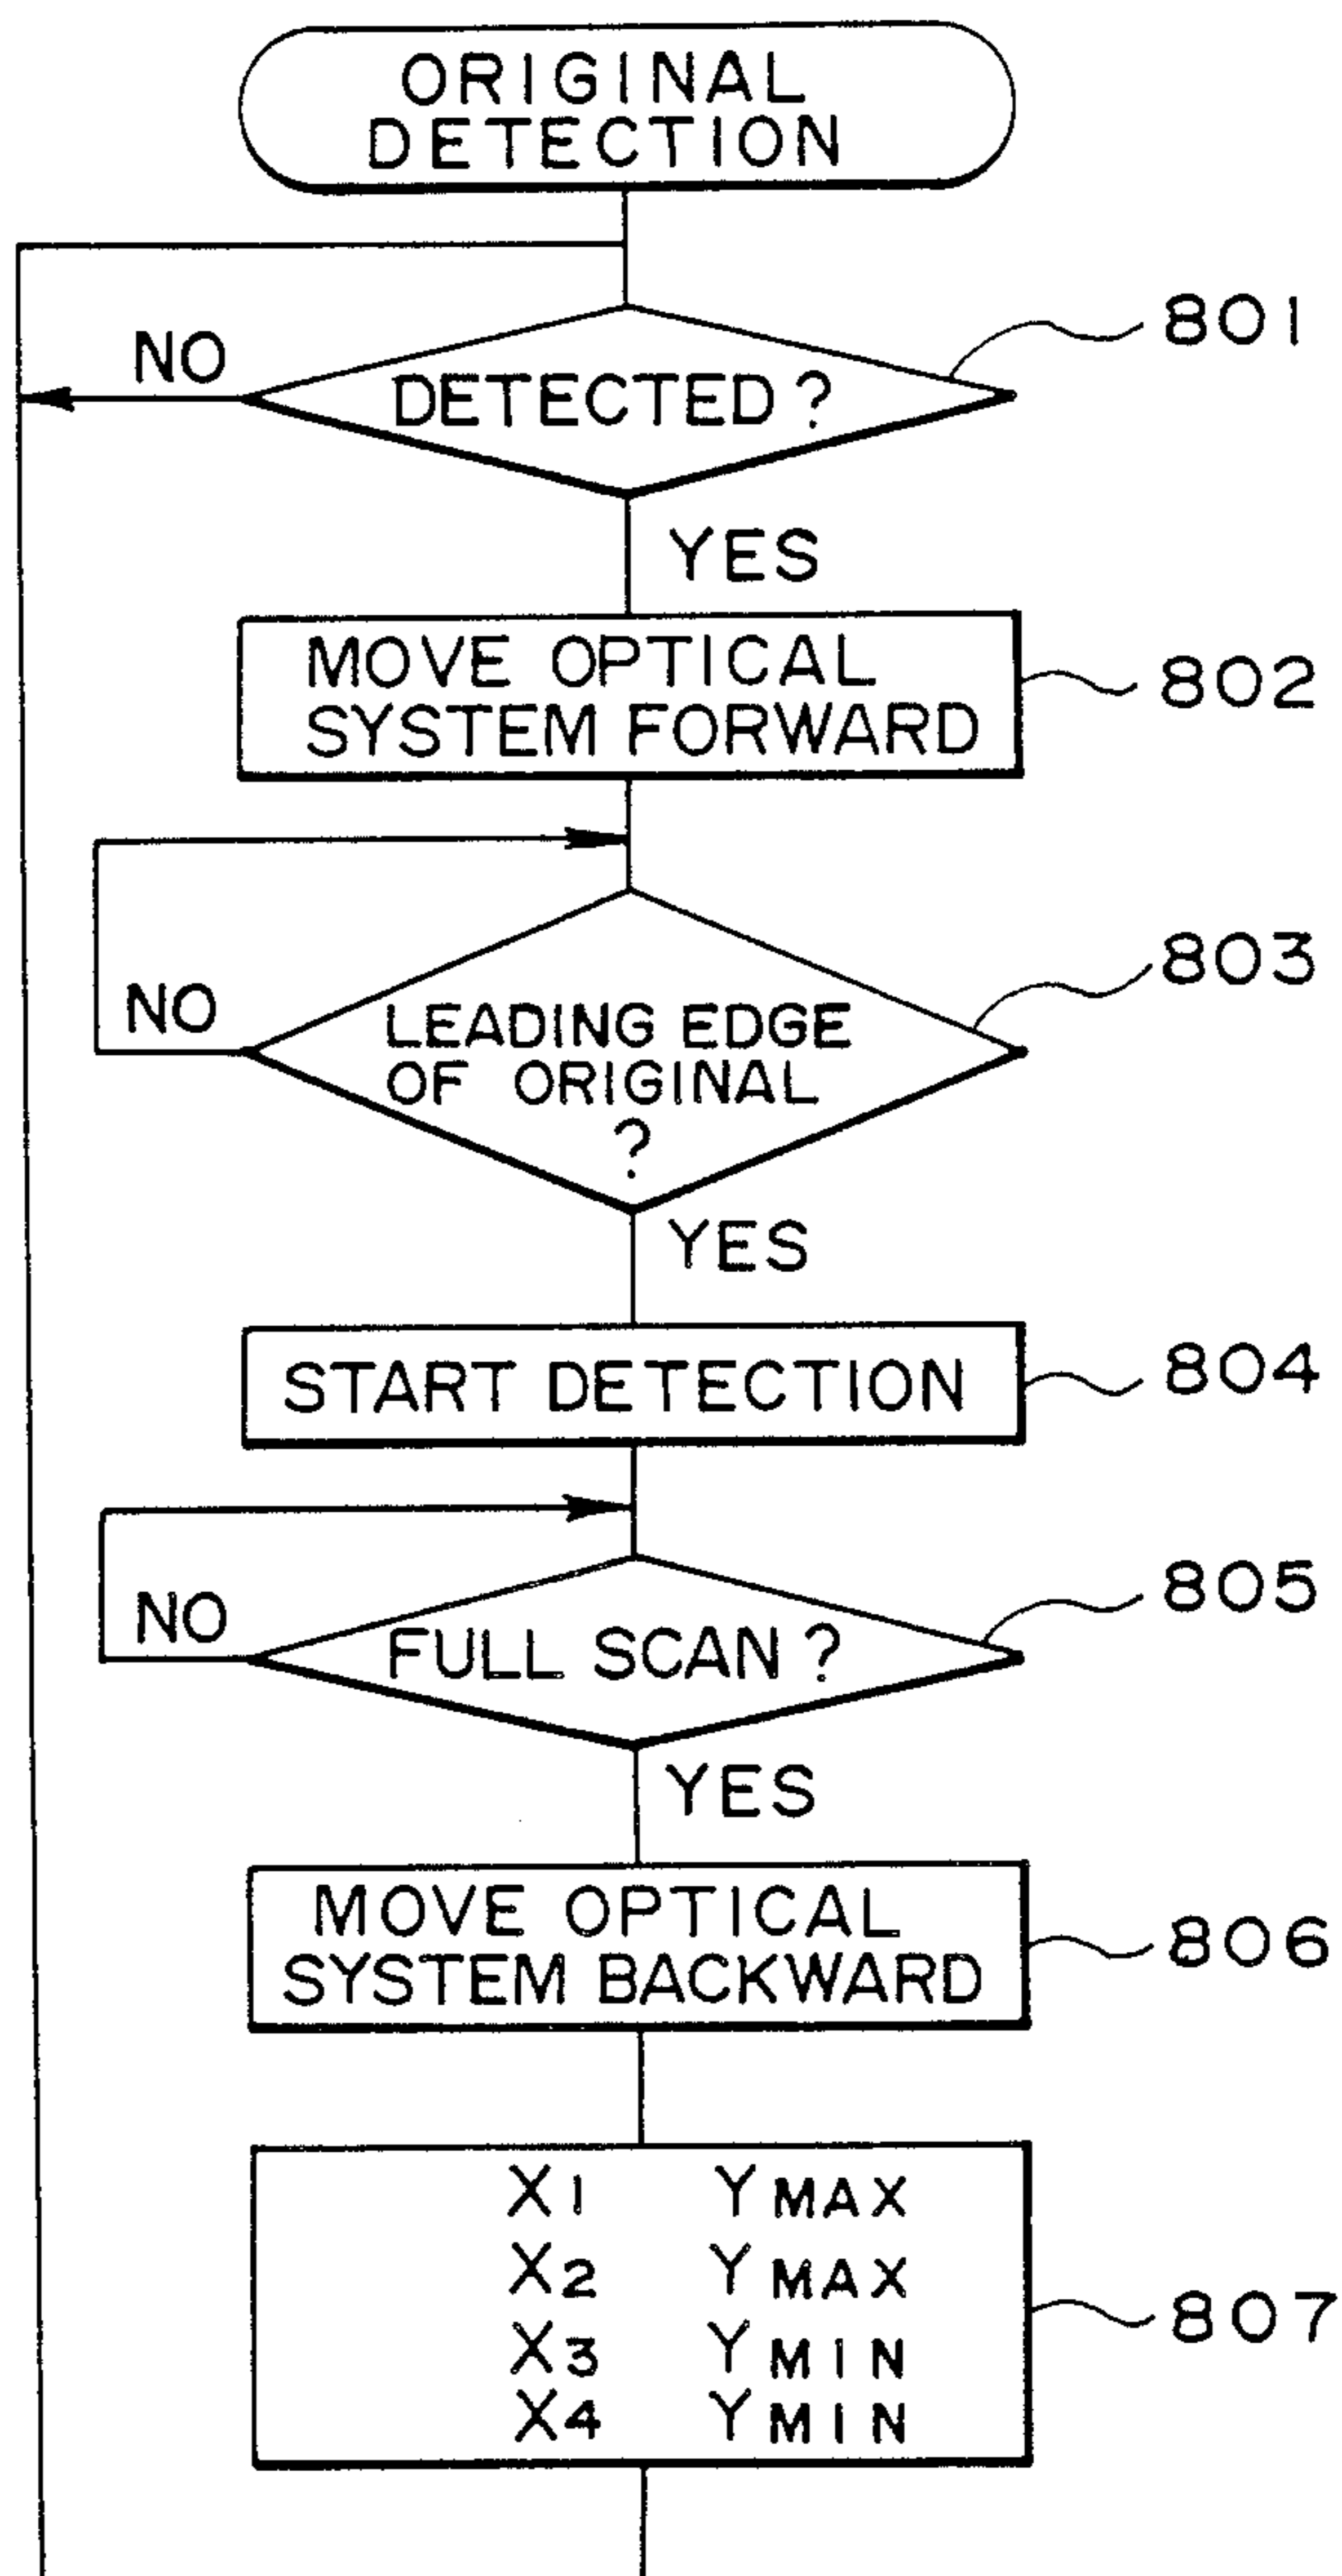 ORIGINAL
DETECTION
801
NO
DETECTED ?
YES
MOVE OPTICAL
SYSTEM FORWARD
802
803
NO
LEADING EDGE
OF ORIGINAL
?
YES
START DETECTION
804
805
NO
FULL SCAN ?
YES
MOVE OPTICAL
SYSTEM BACKWARD
806
X1 YMAX
X2 YMAX
X3 YMIN
X4 YMIN
807